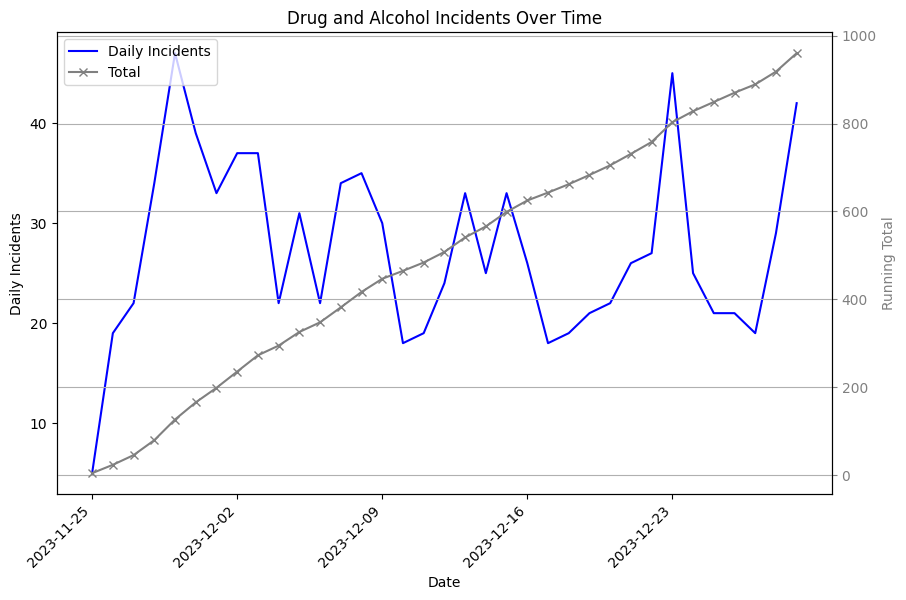 Drug and Alcohol Incidents Over Time
Daily Incidents
Total
Daily Incidents
40
30
20
10
1000
800
600
400
200
0
Running Total
2023-11-25
2023-12-02
2023-12-09
2023-12-16
2023-12-23
Date